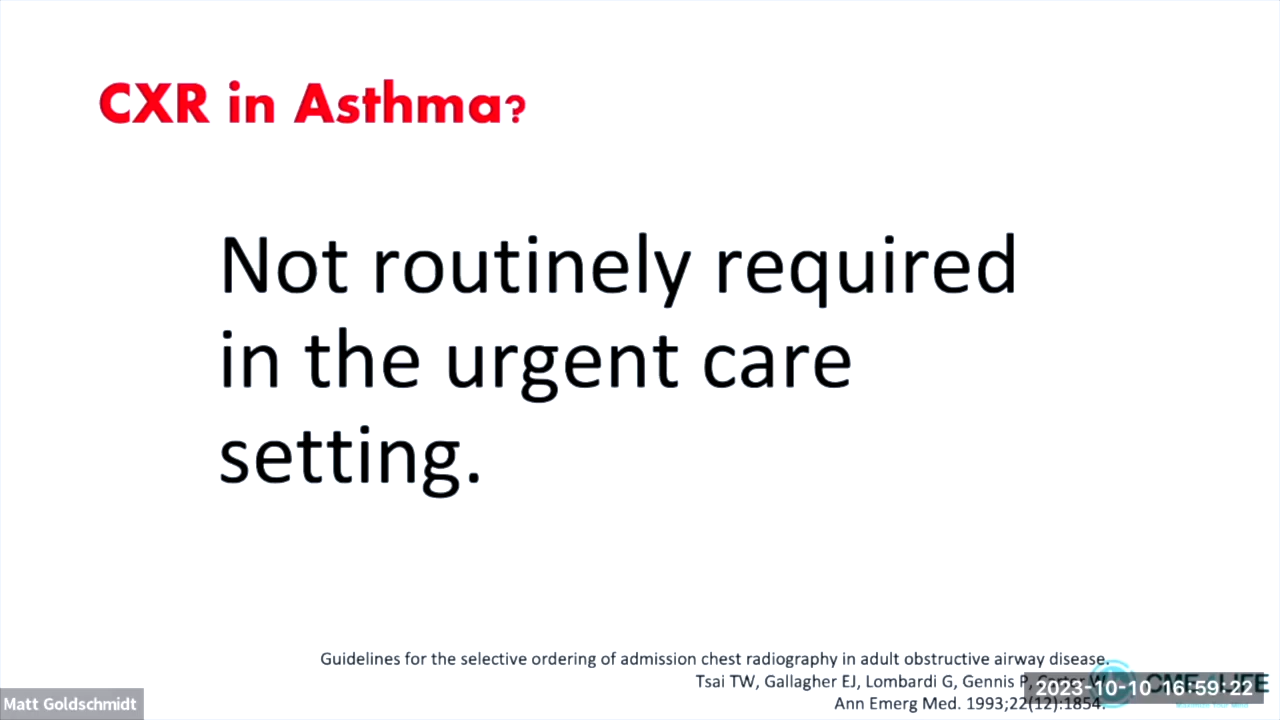 CXR in Asthma?
Not routinely required
in the urgent care
setting.
Guidelines for the selective ordering of admission chest radiography in adult obstructive airway disease.
Tsai TW, Gallagher EJ, Lombardi G, Gennis P,
Ann Emerg Med. 1993;22(12):1854.
2023-10-10 16:59:22
Matt Goldschmidt